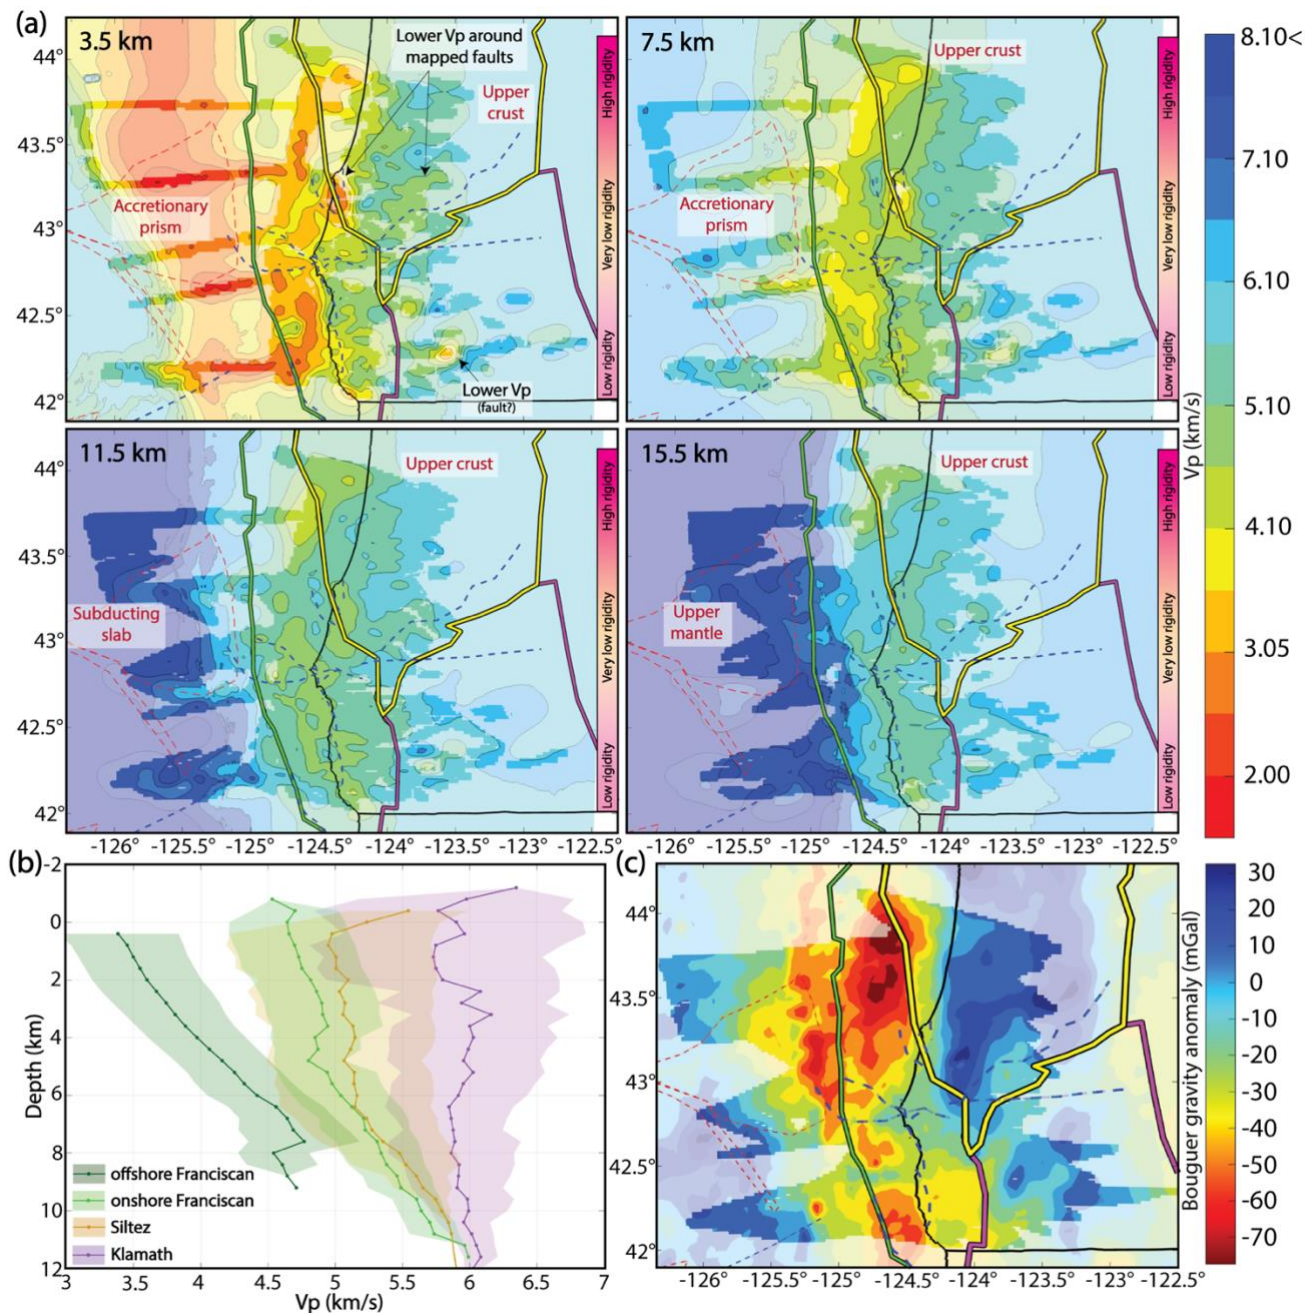 (a)
3.5 km
Lower Vp around
mapped faults
Upper
crust
Accretionary
prism
Lower Vp
(fault?)
44°
43.5°
43°
42.5°
42°
High rigidity
Very low rigidity
Low rigidity
7.5 km
Upper crust
Accretionary
prism
High rigidity
Very low rigidity
Low rigidity
8.10<
7.10
6.10
5.10
4.10
3.05
2.00
Vp (km/s)
11.5 km
Upper crust
Subducting
slab
44°
43.5°
43°
42.5°
42°
High rigidity
Very low rigidity
Low rigidity
-126° -125.5° -125° -124.5° -124° -123.5° -123° -122.5°
15.5 km
Upper crust
Upper
mantle
High rigidity
Very low rigidity
Low rigidity
-126° -125.5° -125° -124.5° -124° -123.5° -123° -122.5°
(b)
-2
0
2
4
6
8
10
12
Depth (km)
offshore Franciscan
onshore Franciscan
Siltez
Klamath
3 4 4.5 5 5.5 6 6.5 7
Vp (km/s)
(c)
44°
43.5°
43°
42.5°
42°
-126° -125.5° -125° -124.5° -124° -123.5° -123° -122.5°
Bouguer gravity anomaly (mGal)
30
20
10
0
-10
-20
-30
-40
-50
-60
-70